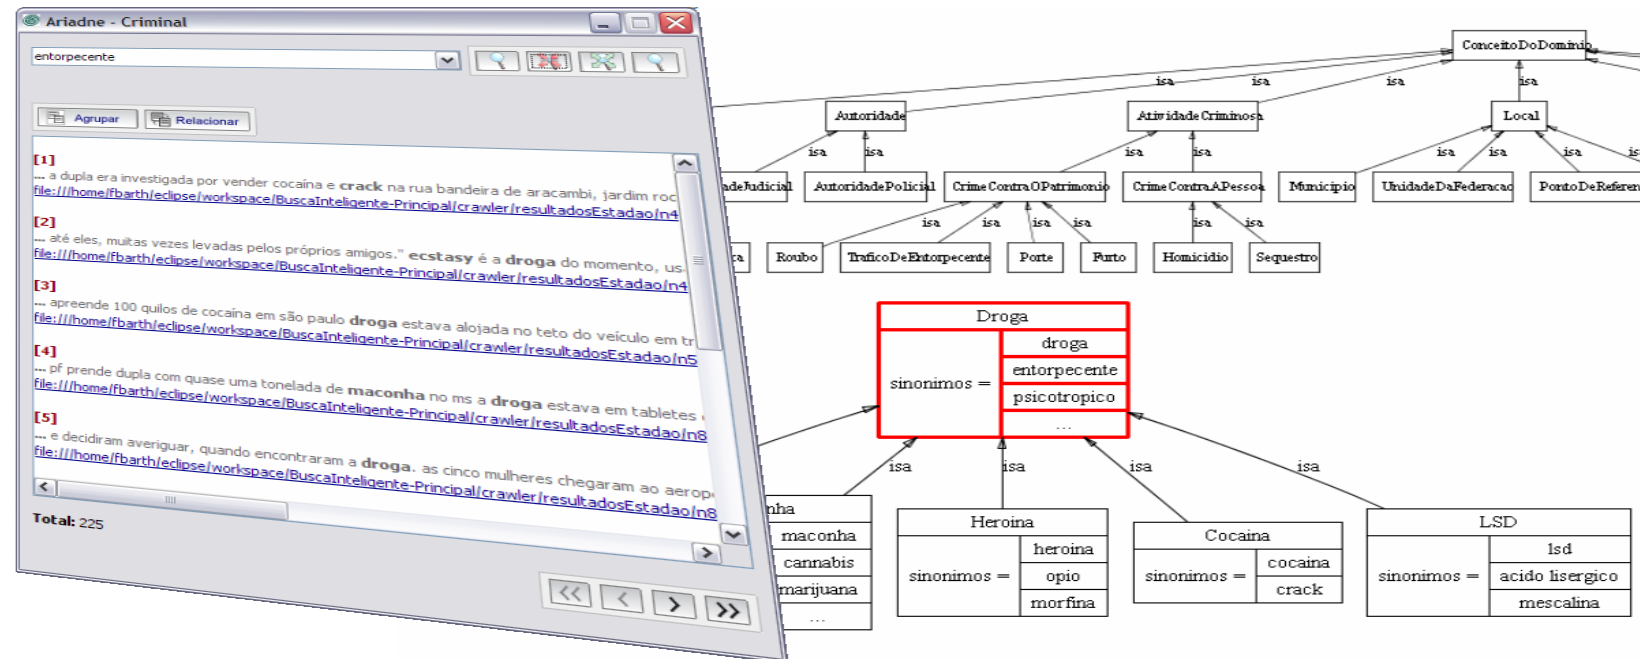 Ariadne - Criminal
entorpecente
Agrupar
Relacionar
[1]
... a dupla era investigada por vender cocaína e crack na rua bandeira de aracambi, jardim roc
file:///home/fbarth/eclipse/workspace/BuscaInteligente-Principal/crawler/resultadosEstadao/n4
[2]
... até eles, muitas vezes levadas pelos próprios amigos." ecstasy é a droga do momento, us
file:///home/fbarth/eclipse/workspace/BuscaInteligente-Principal/crawler/resultadosEstadao/n4
[3]
... apreende 100 quilos de cocaína em são paulo droga estava alojada no teto do veículo em tr
file:///home/fbarth/eclipse/workspace/BuscaInteligente-Principal/crawler/resultadosEstadao/n5
[4]
... pf prende dupla com quase uma tonelada de maconha no ms a droga estava em tabletes
file:///home/fbarth/eclipse/workspace/BuscaInteligente-Principal/crawler/resultadosEstadao/n8
[5]
... e decidiram averiguar, quando encontraram a droga. as cinco mulheres chegaram ao aerop
file:///home/fbarth/eclipse/workspace/BuscaInteligente-Principal/crawler/resultadosEstadao/n8
Total: 225
<< < > >>
ConceitoDoDominio
isa isa isa isa
Autoridade AtividadeCriminosa Local
isa isa isa isa isa isa isa is
adeJudicial AutoridadePolicial CrimeContraOPatrimonio CrimeContraAPessoa Municipio UnidadeDaFederacao PontoDeReferen
isa isa isa isa isa isa
ca Roubo TraficoDeEntorpecente Porte Furto Homicidio Sequestro
Droga
sinonimos =
droga
entorpecente
psicotropico
...
isa isa isa isa
nha
maconha
cannabis
marijuana
...
Heroina
sinonimos =
heroina
opio
morfina
Cocaina
sinonimos =
cocaina
crack
LSD
sinonimos =
lsd
acido lisergico
mescalina